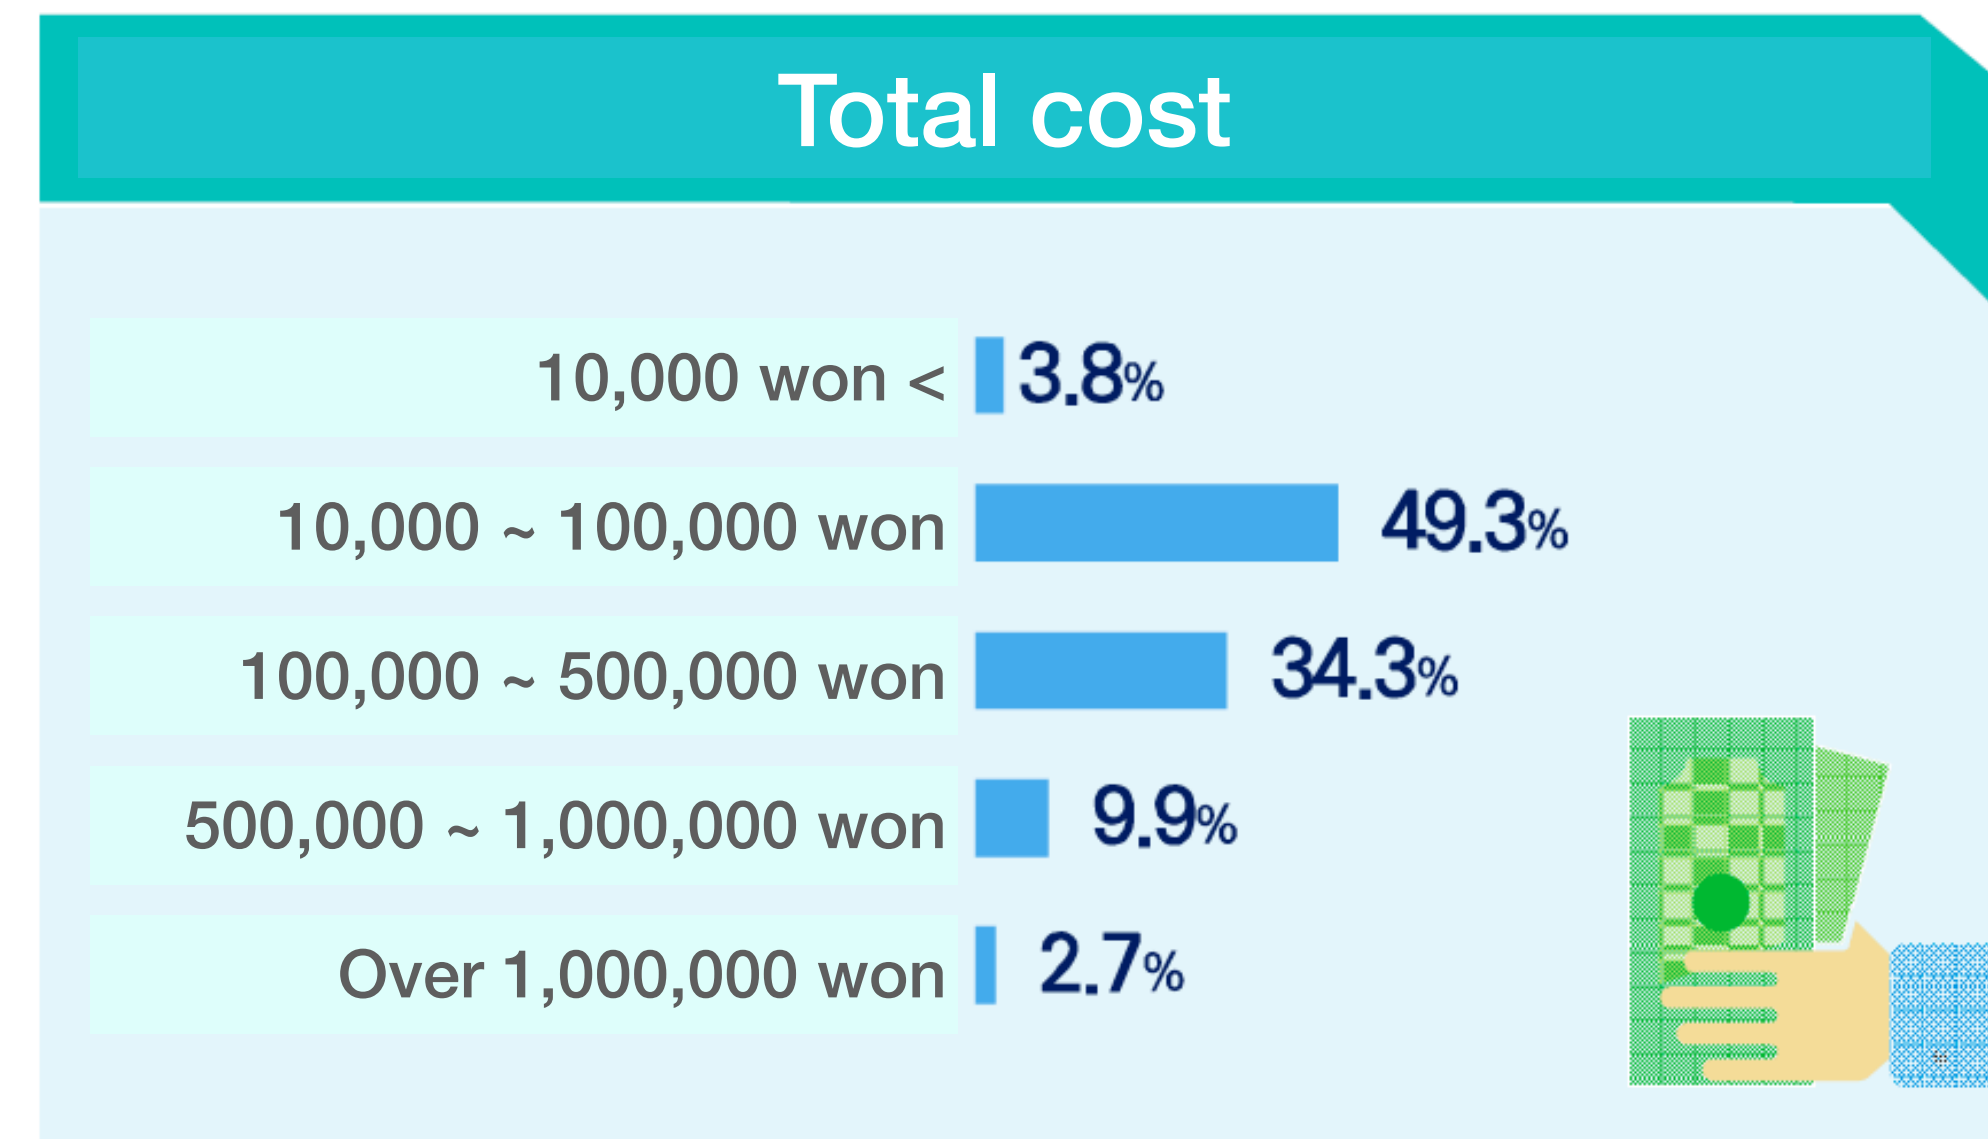 Total cost
10,000 won < 3.8%
10,000 ~ 100,000 won 49.3%
100,000 ~ 500,000 won 34.3%
500,000 ~ 1,000,000 won 9.9%
Over 1,000,000 won 2.7%